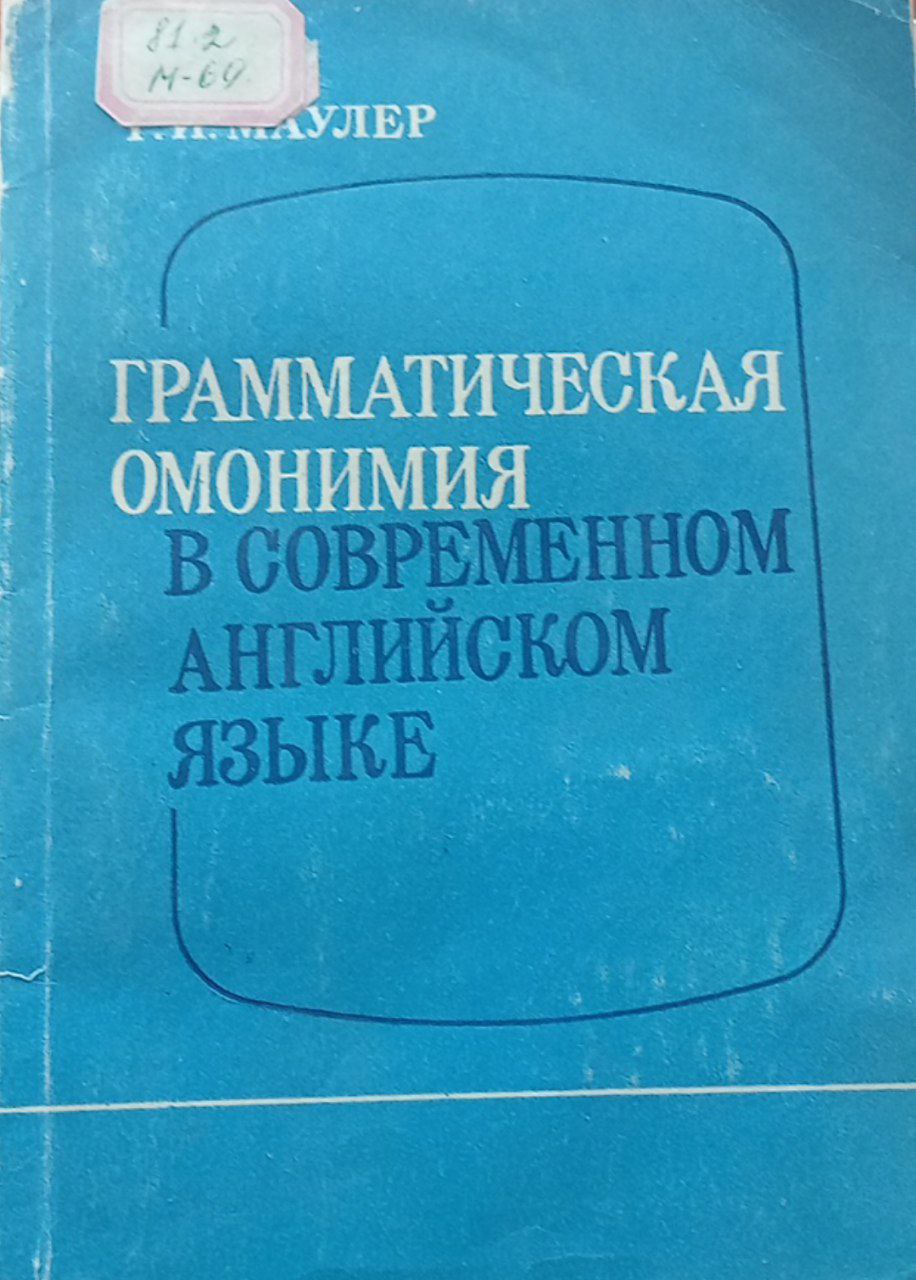 81.2
М-69.
МАУЛЕР
ГРАММАТИЧЕСКАЯ
ОМОНИМИЯ
В СОВРЕМЕННОМ
АНГЛИЙСКОМ
ЯЗЫКЕ